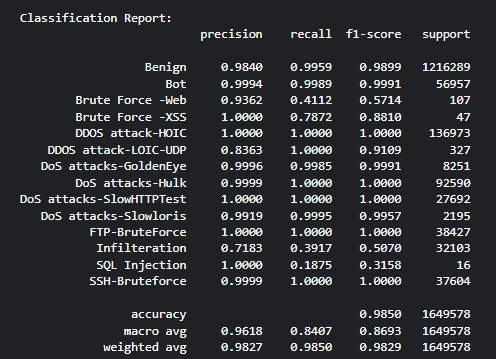 Classification Report:
precision recall f1-score support
Benign 0.9840 0.9959 0.9899 1216289
Bot 0.9994 0.9989 0.9991 56957
Brute Force -Web 0.9362 0.4112 0.5714 107
Brute Force -XSS 1.0000 0.7872 0.8810 47
DDOS attack-HOIC 1.0000 1.0000 1.0000 136973
DDOS attack-LOIC-UDP 0.8363 1.0000 0.9109 327
DoS attacks-GoldenEye 0.9996 0.9985 0.9991 8251
DoS attacks-Hulk 0.9999 1.0000 1.0000 92590
DoS attacks-SlowHTTPTest 1.0000 1.0000 1.0000 27692
DoS attacks-Slowloris 0.9919 0.9995 0.9957 2195
FTP-BruteForce 1.0000 1.0000 1.0000 38427
Infilteration 0.7183 0.3917 0.5070 32103
SQL Injection 1.0000 0.1875 0.3158 16
SSH-Bruteforce 0.9999 1.0000 1.0000 37604
accuracy 0.9850 1649578
macro avg 0.9618 0.8407 0.8693 1649578
weighted avg 0.9827 0.9850 0.9829 1649578